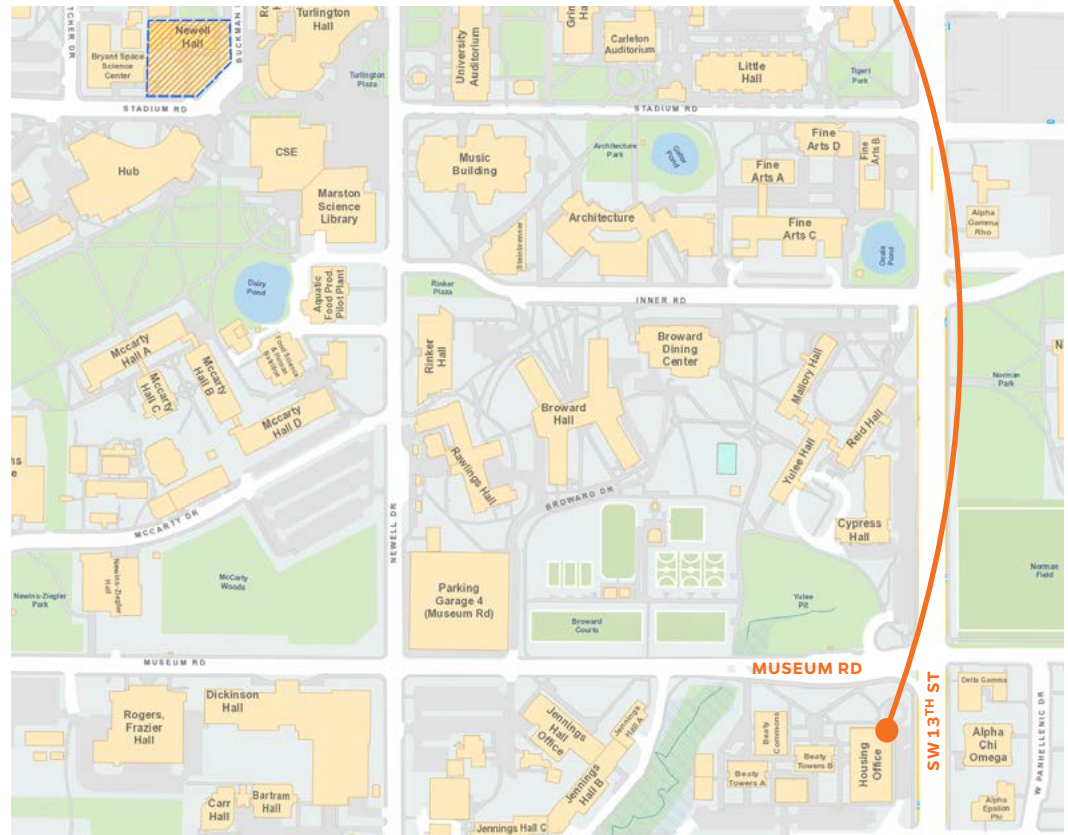 TCHER DR
Newell
Hall
BUCKMAN
Turlington
Hall
Bryant Space
Science
Center
Turlington
Plaza
University
Auditorium
Carleton
Auditorium
Little
Hall
Tigert
Park
STADIUM RD
STADIUM RD
Hub
CSE
Marston
Science
Library
Music
Building
Architecture
Park
Gator
Pond
Fine
Arts D
Fine
Arts A
Fine
Arts B
Fine
Arts C
Architecture
Steinbrenner
Ocala
Pond
Alpha
Gamma
Rho
Dairy
Pond
Aquatic
Food Prod.
Pilot Plant
Rinker
Plaza
INNER RD
Mccarty
Hall A
Mccarty
Hall B
Mccarty
Hall C
Mccarty
Hall D
Food Science
& Human
Nutrition
Rinker
Hall
Broward
Hall
Broward
Dining
Center
Mallory Hall
Reid Hall
Yulee Hall
Norman
Park
Rawlings Hall
BROWARD DR
Cypress
Hall
MCCARTY DR
NEWELL DR
Newins-Ziegler
Park
Newins-Ziegler
Hall
McCarty
Woods
Parking
Garage 4
(Museum Rd)
Broward
Courts
Yulee
Pit
Norman
Field
MUSEUM RD
MUSEUM RD
SW 13TH ST
Rogers,
Frazier
Hall
Dickinson
Hall
Carr
Hall
Bartram
Hall
Jennings
Hall
Office
Jennings
Hall A
Jennings
Hall B
Jennings Hall C
Beaty
Commons
Beaty
Towers B
Beaty
Towers A
Housing
Office
Delta Gamma
Alpha
Chi
Omega
Alpha
Epsilon
Phi
W PANHELLENIC DR